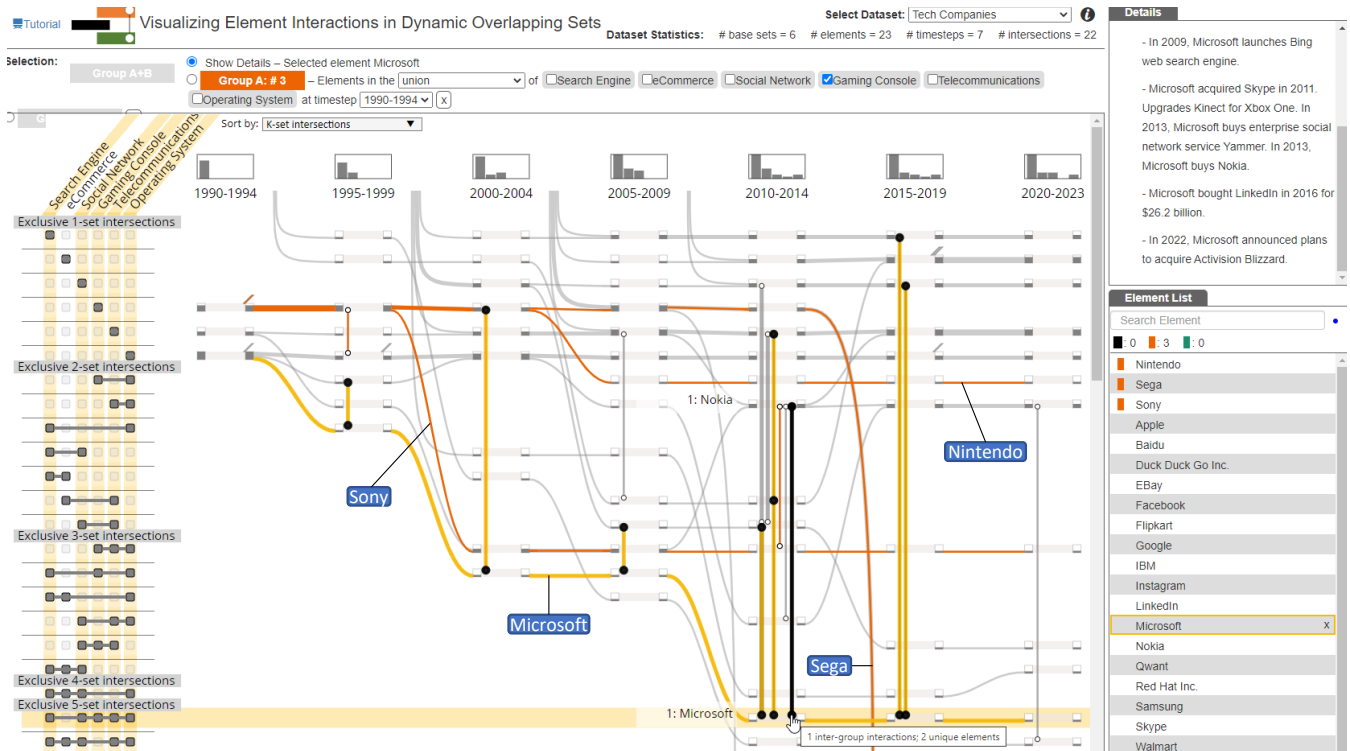 Tutorial
Visualizing Element Interactions in Dynamic Overlapping Sets
Select Dataset: Tech Companies
Dataset Statistics: # base sets = 6 # elements = 23 # timesteps = 7 # intersections = 22
Selection:
Group A+B
Show Details – Selected element Microsoft
Group A: # 3 – Elements in the union of Search Engine eCommerce Social Network Gaming Console Telecommunications
Operating System at timestep 1990-1994 x
G
Sort by: K-set intersections
Search Engine
eCommerce
Social Network
Gaming Console
Telecommunications
Operating System
1990-1994 1995-1999 2000-2004 2005-2009 2010-2014 2015-2019 2020-2023
Exclusive 1-set intersections
Exclusive 2-set intersections
1: Nokia
Nintendo
Sony
Exclusive 3-set intersections
Microsoft
Sega
Exclusive 4-set intersections
Exclusive 5-set intersections
1: Microsoft
1 inter-group interactions; 2 unique elements
Details
- In 2009, Microsoft launches Bing
web search engine.
- Microsoft acquired Skype in 2011.
Upgrades Kinect for Xbox One. In
2013, Microsoft buys enterprise social
network service Yammer. In 2013,
Microsoft buys Nokia.
- Microsoft bought LinkedIn in 2016 for
$26.2 billion.
- In 2022, Microsoft announced plans
to acquire Activision Blizzard.
Element List
Search Element
: 0 : 3 : 0
Nintendo
Sega
Sony
Apple
Baidu
Duck Duck Go Inc.
EBay
Facebook
Flipkart
Google
IBM
Instagram
LinkedIn
Microsoft x
Nokia
Qwant
Red Hat Inc.
Samsung
Skype
Walmart